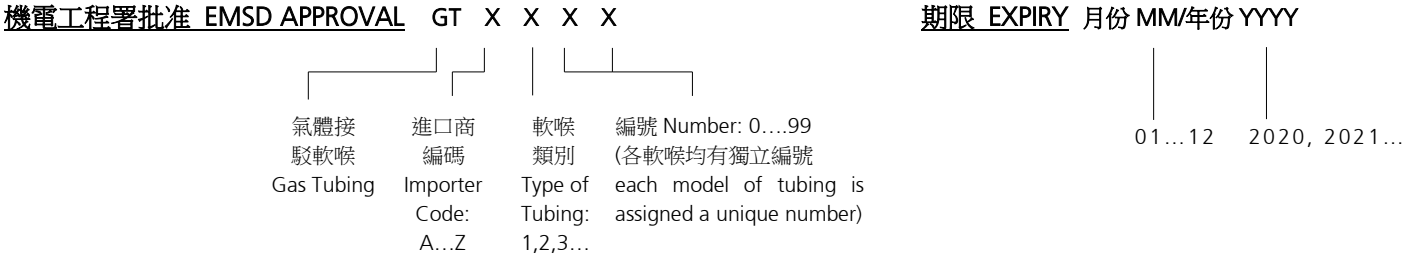 機電工程署批准 EMSD APPROVAL GT X X X X
期限 EXPIRY 月份 MM/年份 YYYY
氣體接
駁軟喉
Gas Tubing
進口商
編碼
Importer
Code:
A…Z
軟喉
類別
Type of
Tubing:
1,2,3…
編號 Number: 0….99
(各軟喉均有獨立編號
each model of tubing is
assigned a unique number)
01…12
2020, 2021…